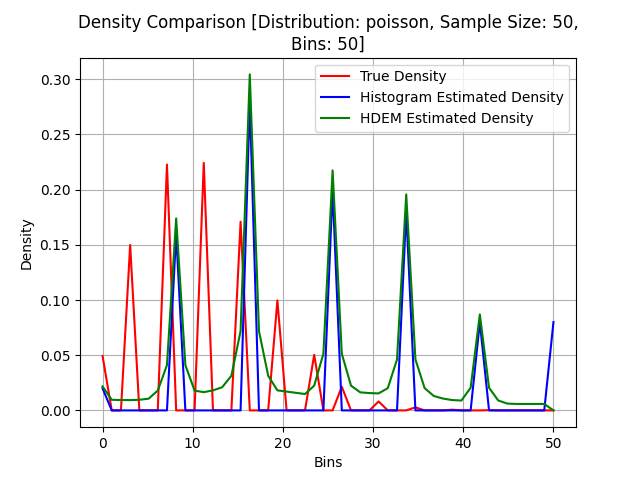 Density Comparison [Distribution: poisson, Sample Size: 50,
Bins: 50]
True Density
Histogram Estimated Density
HDEM Estimated Density
Density
0.30
0.25
0.20
0.15
0.10
0.05
0.00
0 10 20 30 40 50
Bins